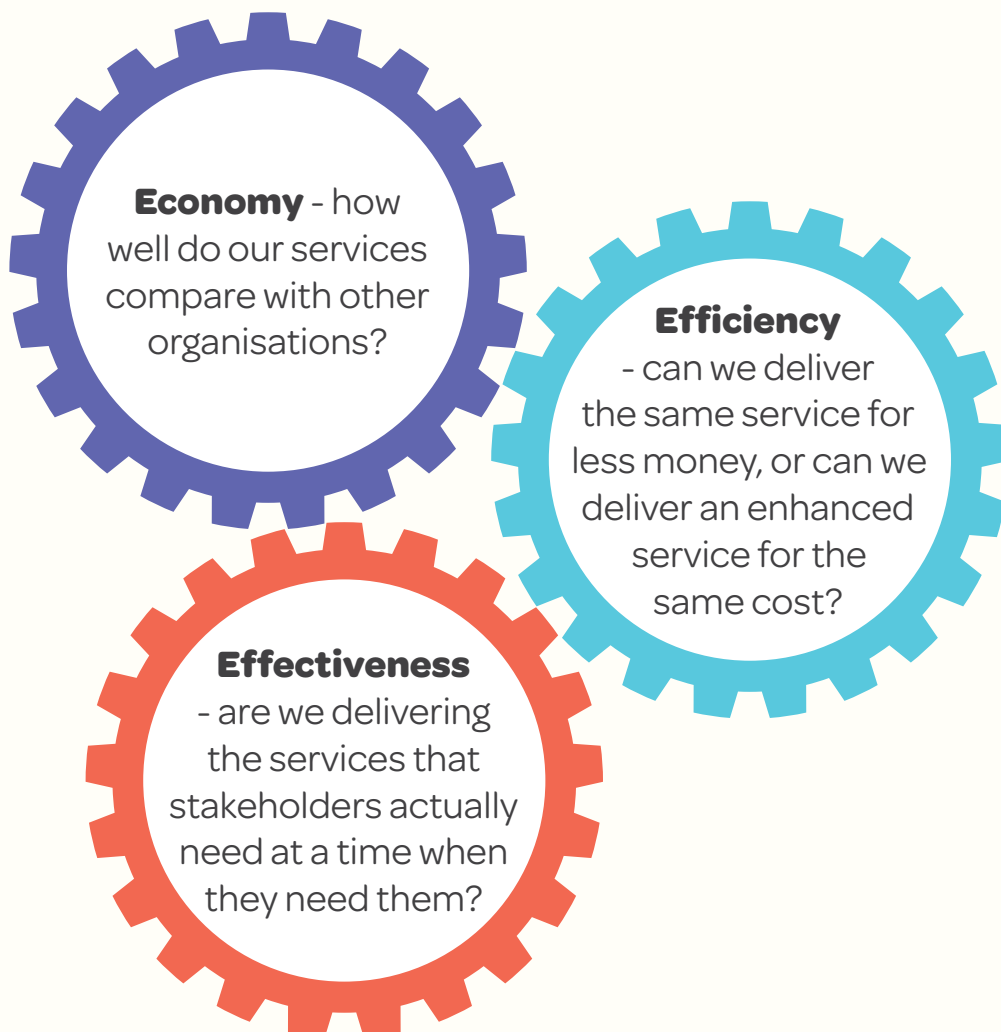 Economy - how
well do our services
compare with other
organisations?
Efficiency
- can we deliver
the same service for
less money, or can we
deliver an enhanced
service for the
same cost?
Effectiveness
- are we delivering
the services that
stakeholders actually
need at a time when
they need them?